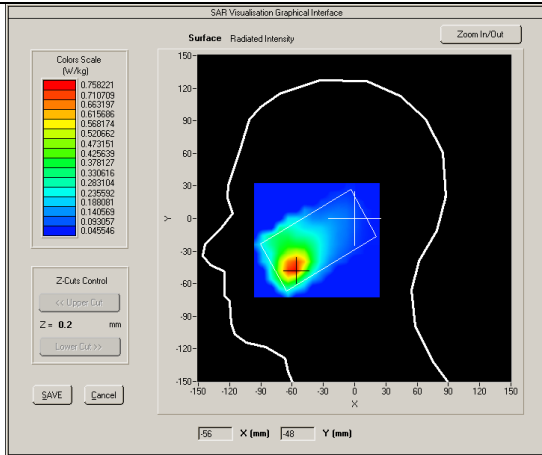 SAR Visualisation Graphical Interface
Surface Radiated Intensity
Zoom In/Out
Colors Scale
(W/kg)
0.758221
0.710709
0.663197
0.615686
0.568174
0.520662
0.473151
0.425639
0.378127
0.330616
0.283104
0.235592
0.188081
0.140569
0.093057
0.045546
Z-Cuts Control
<< Upper Cut
Z = 0.2 mm
Lower Cut >>
SAVE
Cancel
150
120
90
60
30
0
-30
-60
-90
-120
-150
Y
-150 -120 -90 -60 -30 0 30 60 90 120 150
X
-56 X (mm) -48 Y (mm)